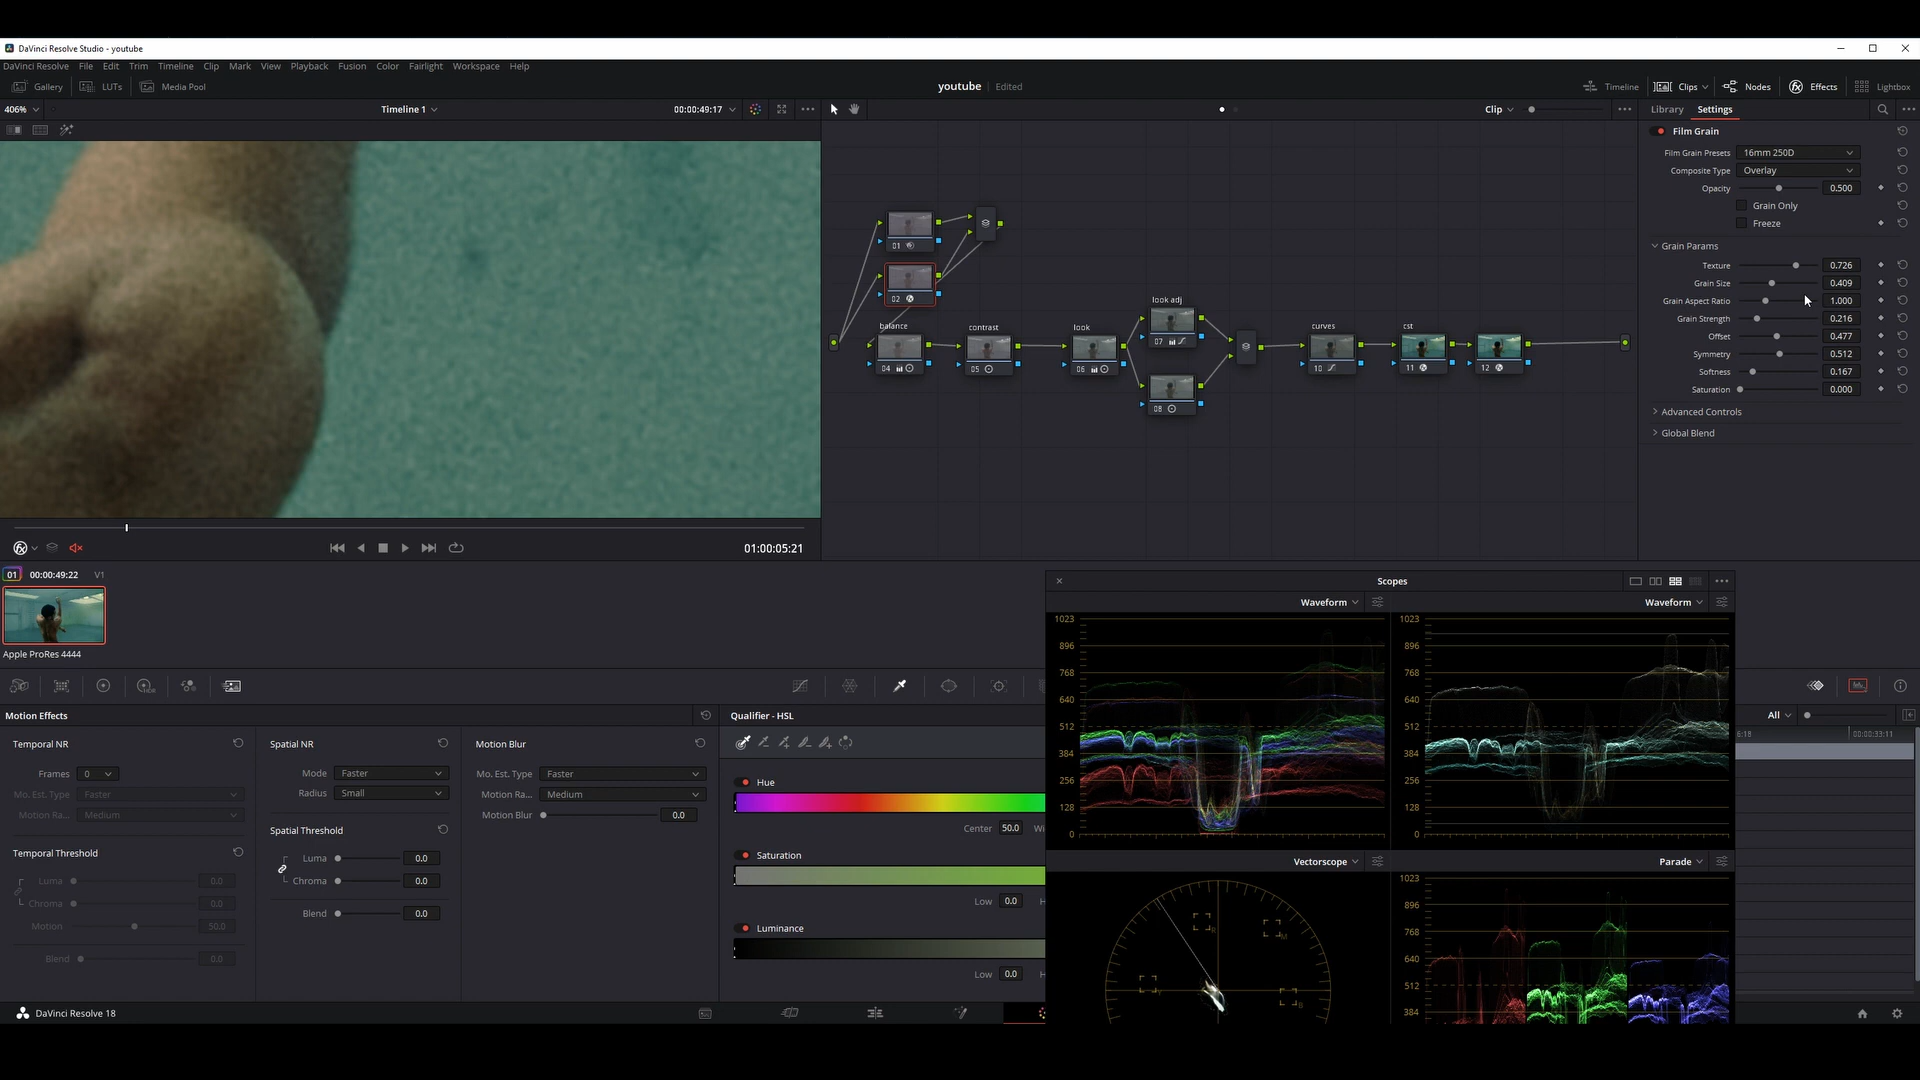 DaVinci Resolve Studio - youtube
DaVinci Resolve File Edit Trim Timeline Clip Mark View Playback Fusion Color Fairlight Workspace Help
Gallery LUTs Media Pool youtube Edited Timeline Clips Nodes Effects Lightbox
406% Timeline 1 00:00:49:17 Clip Library Settings
Film Grain
Film Grain Presets 16mm 250D
Composite Type Overlay
Opacity 0.500
Grain Only
Freeze
Grain Params
Texture 0.726
Grain Size 0.409
Grain Aspect Ratio 1.000
Grain Strength 0.216
Offset 0.477
Symmetry 0.512
Softness 0.167
Saturation 0.000
Advanced Controls
Global Blend
01
02
look adj
balance contrast look curves cst
07
04 05 06 10 11 12
08
01:00:05:21
01 00:00:49:22 V1
Apple ProRes 4444
Scopes
Waveform Waveform
1023 1023
896 896
768 768
640 640
512 512
384 384
256 256
128 128
0 0
Vectorscope Parade
1023
896
768
640
512
384
Motion Effects
Temporal NR Spatial NR Motion Blur
Frames 0 Mode Faster Mo. Est. Type Faster
Mo. Est. Type Faster Radius Small Motion Ra... Medium
Motion Ra... Medium Motion Blur 0.0
Spatial Threshold
Temporal Threshold Luma 0.0
Luma 0.0 Chroma 0.0
Chroma 0.0
Motion 50.0 Blend 0.0
Blend 0.0
Qualifier - HSL
Hue
Center 50.0 Wi
Saturation
Low 0.0 H
Luminance
Low 0.0 H
All
6:18 00:00:33:11
DaVinci Resolve 18